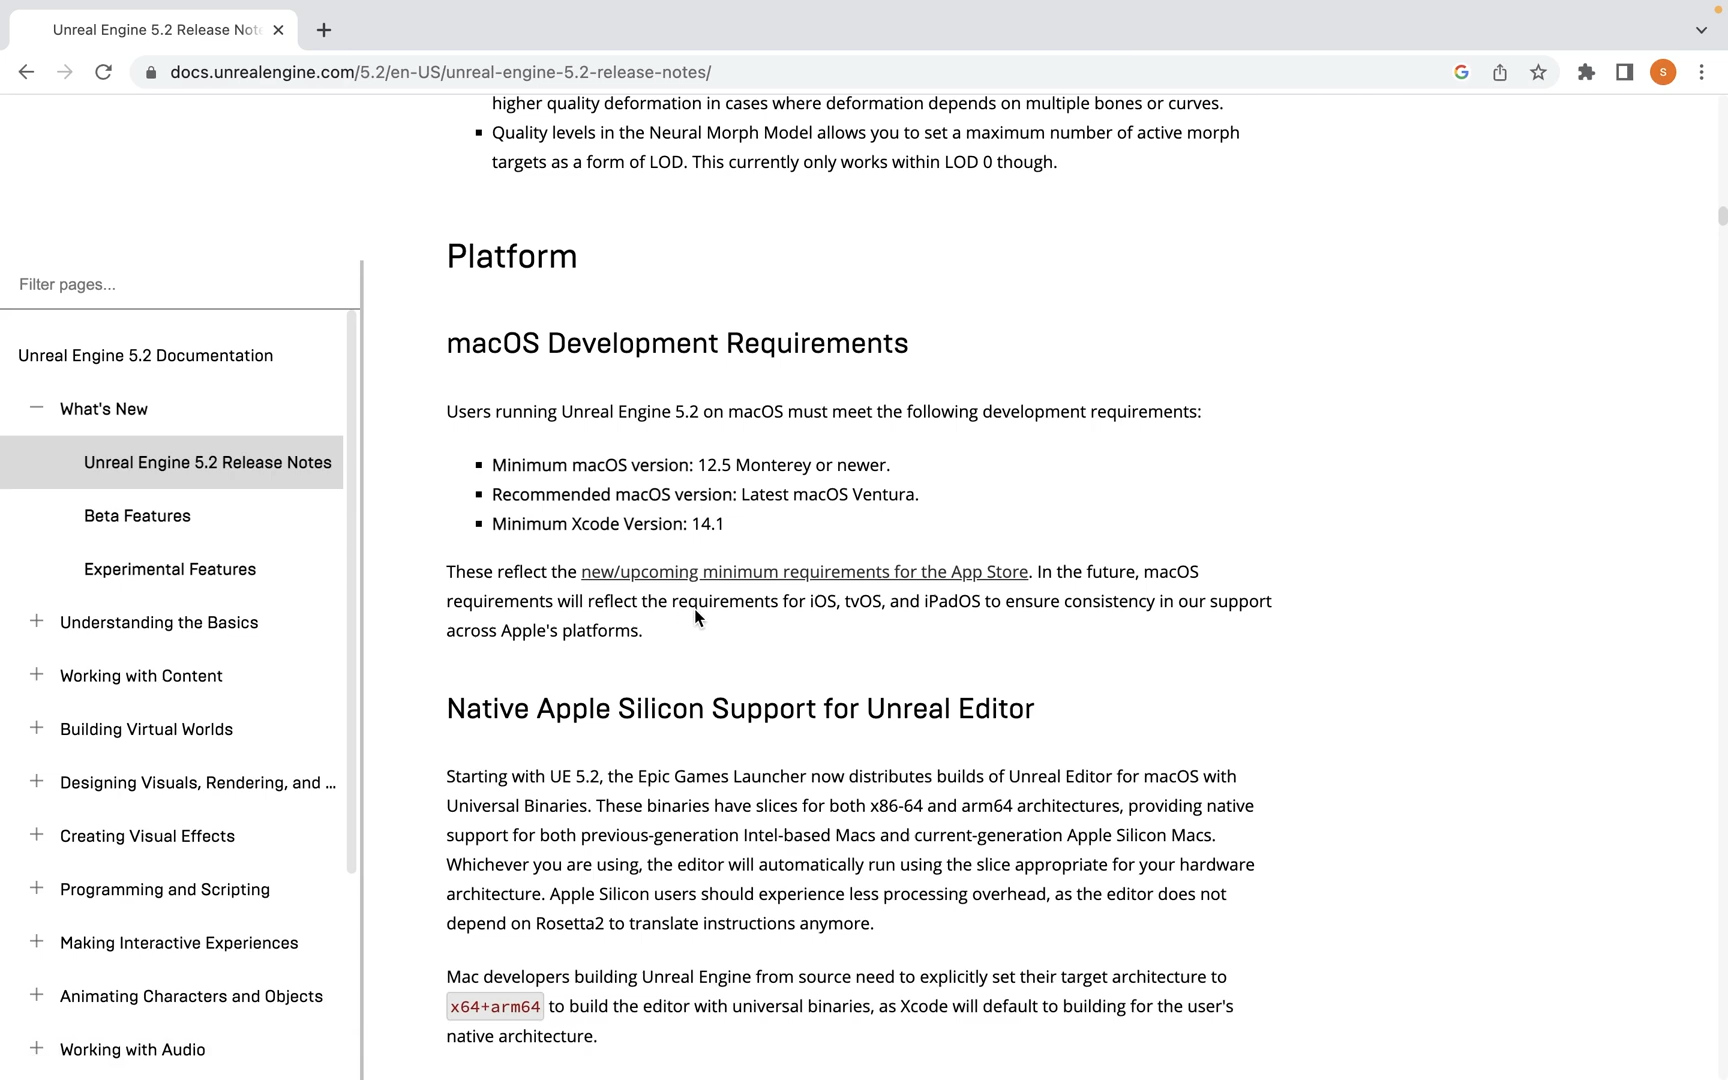 Unreal Engine 5.2 Release Not
docs.unrealengine.com/5.2/en-US/unreal-engine-5.2-release-notes/
S
higher quality deformation in cases where deformation depends on multiple bones or curves.
Quality levels in the Neural Morph Model allows you to set a maximum number of active morph
targets as a form of LOD. This currently only works within LOD 0 though.
Filter pages...
Unreal Engine 5.2 Documentation
What's New
Unreal Engine 5.2 Release Notes
Beta Features
Experimental Features
Understanding the Basics
Working with Content
Building Virtual Worlds
Designing Visuals, Rendering, and ...
Creating Visual Effects
Programming and Scripting
Making Interactive Experiences
Animating Characters and Objects
Working with Audio
Platform
macOS Development Requirements
Users running Unreal Engine 5.2 on macOS must meet the following development requirements:
Minimum macOS version: 12.5 Monterey or newer.
Recommended macOS version: Latest macOS Ventura.
Minimum Xcode Version: 14.1
These reflect the new/upcoming minimum requirements for the App Store. In the future, macOS
requirements will reflect the requirements for iOS, tvOS, and iPadOS to ensure consistency in our support
across Apple's platforms.
Native Apple Silicon Support for Unreal Editor
Starting with UE 5.2, the Epic Games Launcher now distributes builds of Unreal Editor for macOS with
Universal Binaries. These binaries have slices for both x86-64 and arm64 architectures, providing native
support for both previous-generation Intel-based Macs and current-generation Apple Silicon Macs.
Whichever you are using, the editor will automatically run using the slice appropriate for your hardware
architecture. Apple Silicon users should experience less processing overhead, as the editor does not
depend on Rosetta2 to translate instructions anymore.
Mac developers building Unreal Engine from source need to explicitly set their target architecture to
x64+arm64 to build the editor with universal binaries, as Xcode will default to building for the user's
native architecture.